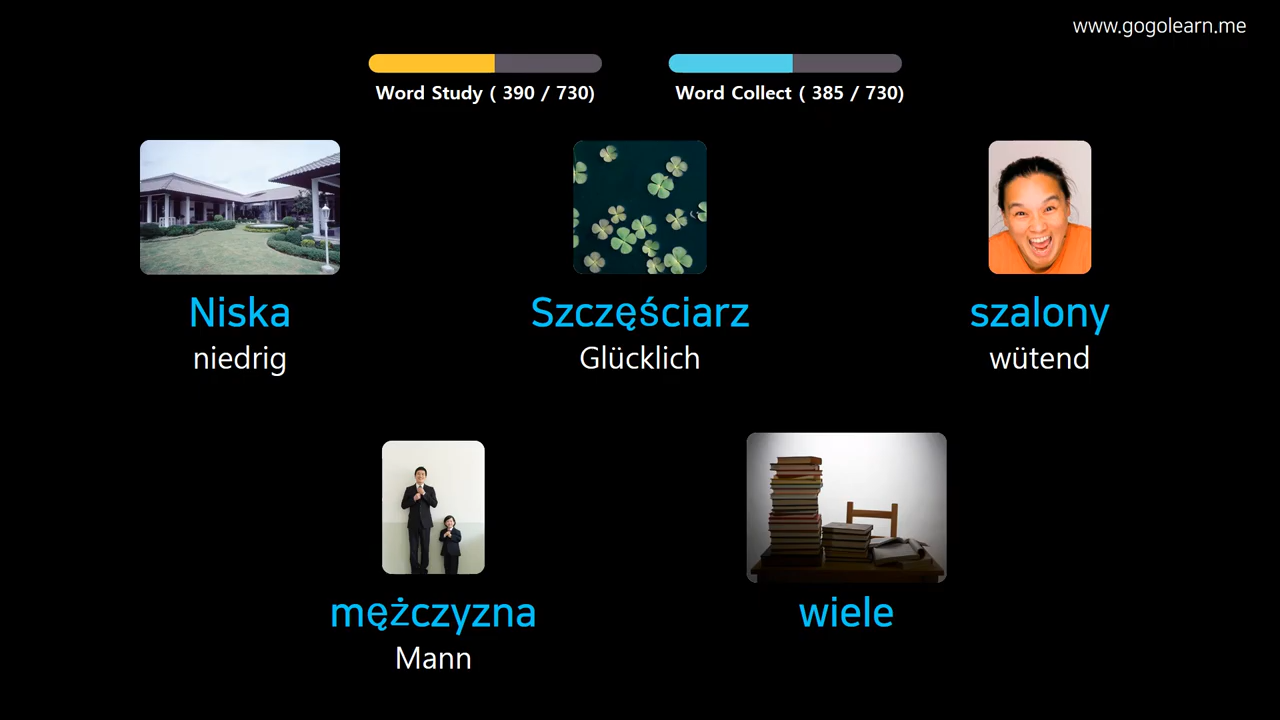 www.gogolearn.me
Word Study ( 390 / 730)
Word Collect ( 385 / 730)
Niska
niedrig
Szczęściarz
Glücklich
szalony
wütend
mężczyzna
Mann
wiele